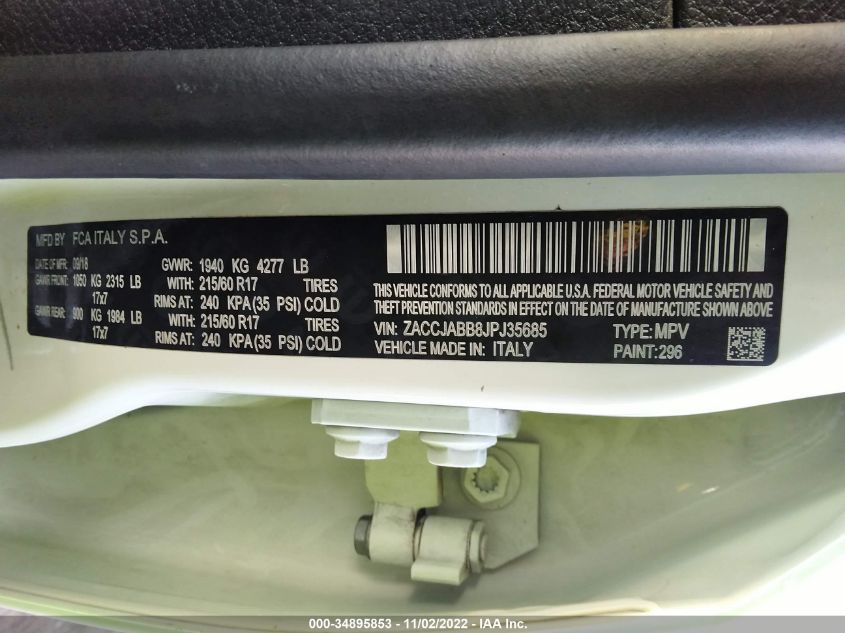 MFD BY FCA ITALY S.P.A.
DATE OF MFR: 09/18 GVWR: 1940 KG 4277 LB
GAWR FRONT: 1050 KG 2315 LB WITH: 215/60 R17 TIRES
17x7 RIMS AT: 240 KPA (35 PSI) COLD
GAWR REAR: 900 KG 1984 LB WITH: 215/60 R17 TIRES
17x7 RIMS AT: 240 KPA (35 PSI) COLD
THIS VEHICLE CONFORMS TO ALL APPLICABLE U.S.A. FEDERAL MOTOR VEHICLE SAFETY AND
THEFT PREVENTION STANDARDS IN EFFECT ON THE DATE OF MANUFACTURE SHOWN ABOVE
VIN: ZACCJABB8JPJ35685 TYPE: MPV
VEHICLE MADE IN: ITALY PAINT:296
000-34895853 - 11/02/2022 - IAA Inc.